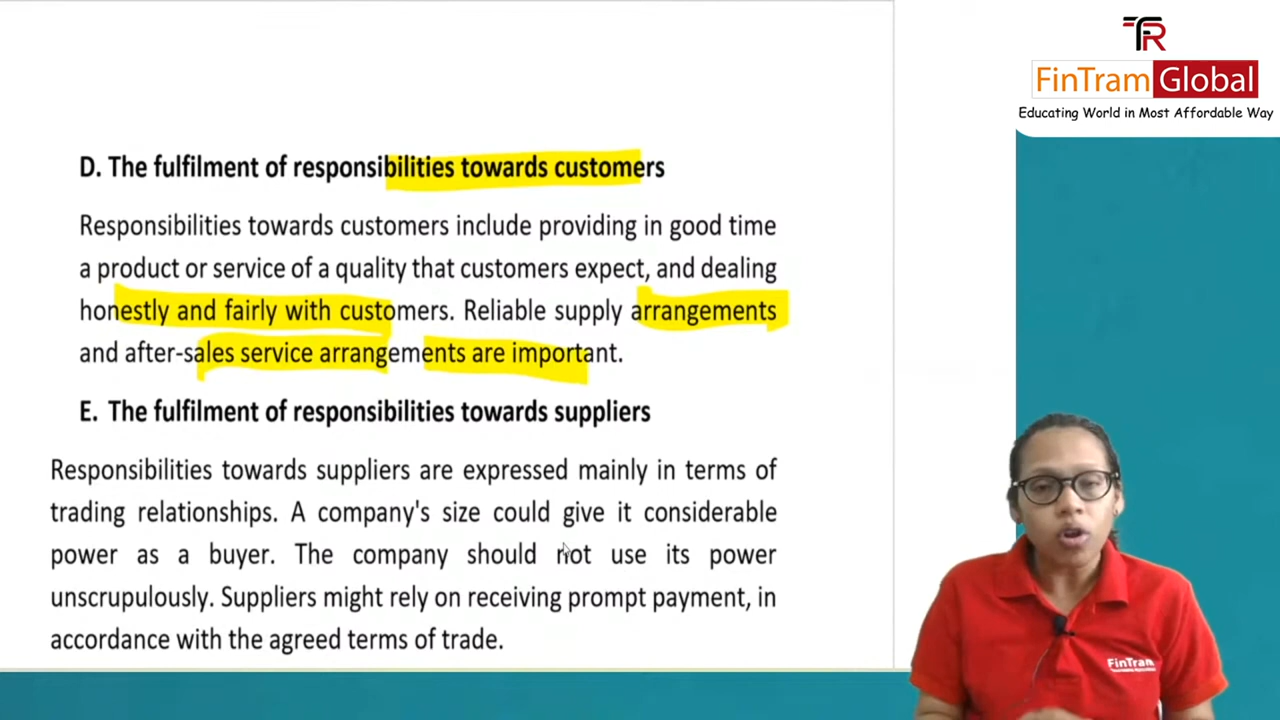 TR
FinTram Global
Educating World in Most Affordable Way
D. The fulfilment of responsibilities towards customers
Responsibilities towards customers include providing in good time
a product or service of a quality that customers expect, and dealing
honestly and fairly with customers. Reliable supply arrangements
and after-sales service arrangements are important.
E. The fulfilment of responsibilities towards suppliers
Responsibilities towards suppliers are expressed mainly in terms of
trading relationships. A company's size could give it considerable
power as a buyer. The company should not use its power
unscrupulously. Suppliers might rely on receiving prompt payment, in
accordance with the agreed terms of trade.
FinTram